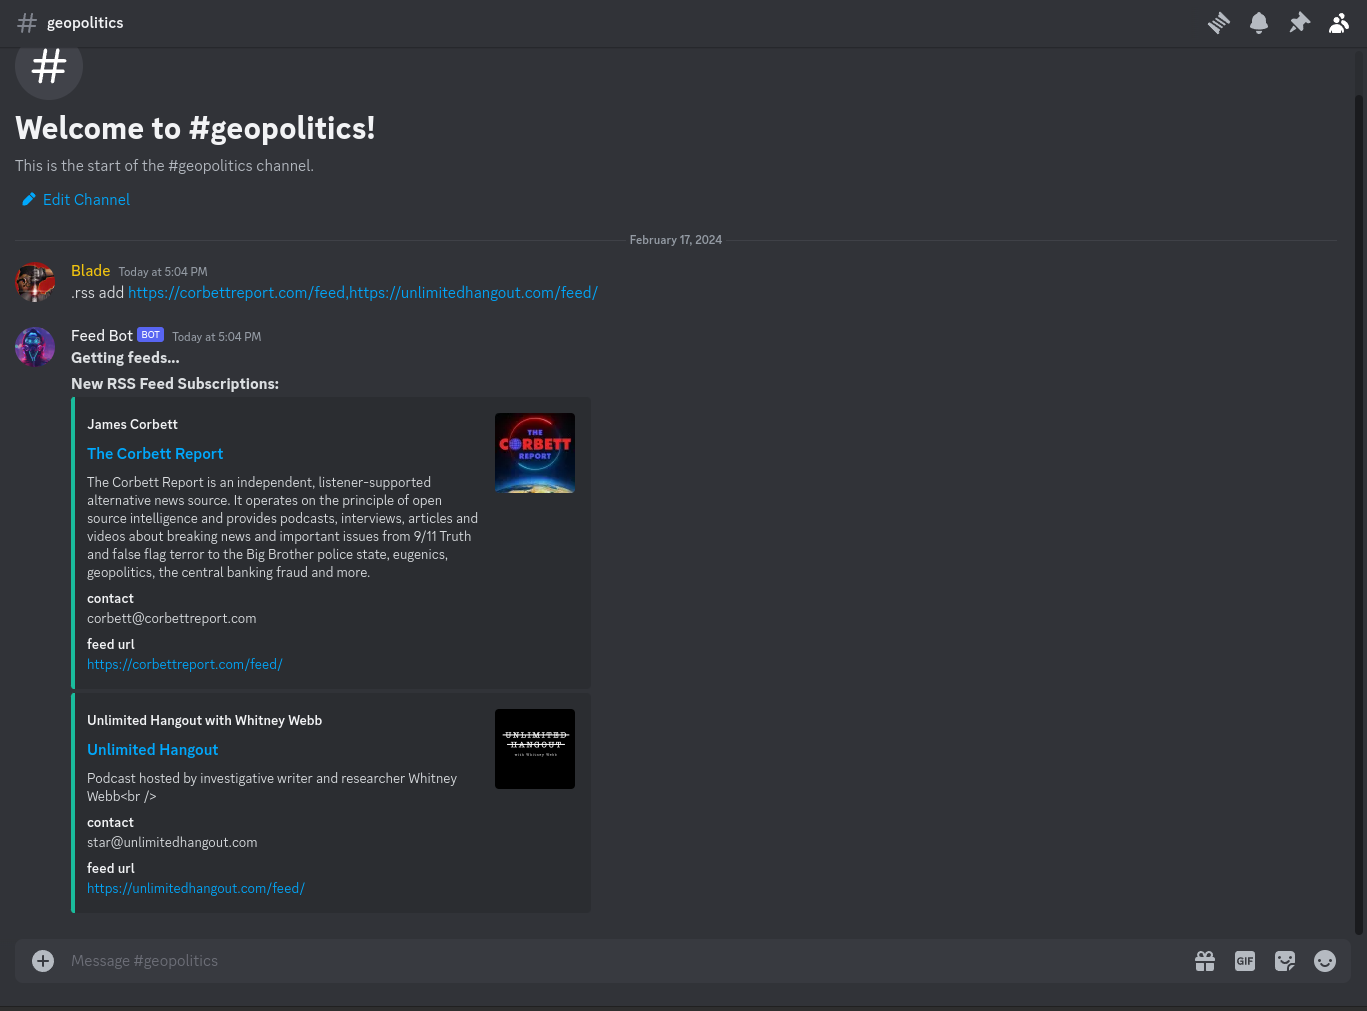 geopolitics
#
Welcome to #geopolitics!
This is the start of the #geopolitics channel.
Edit Channel
February 17, 2024
Blade Today at 5:04 PM
.rss add https://corbettreport.com/feed,https://unlimitedhangout.com/feed/
Feed Bot BOT Today at 5:04 PM
Getting feeds...
New RSS Feed Subscriptions:
James Corbett
The Corbett Report
The Corbett Report is an independent, listener-supported
alternative news source. It operates on the principle of open
source intelligence and provides podcasts, interviews, articles and
videos about breaking news and important issues from 9/11 Truth
and false flag terror to the Big Brother police state, eugenics,
geopolitics, the central banking fraud and more.
contact
corbett@corbettreport.com
feed url
https://corbettreport.com/feed/
THE
CORBETT
REPORT
Unlimited Hangout with Whitney Webb
Unlimited Hangout
Podcast hosted by investigative writer and researcher Whitney
Webb<br />
contact
star@unlimitedhangout.com
feed url
https://unlimitedhangout.com/feed/
UNLIMITED
HANGOUT
with Whitney Webb
Message #geopolitics
GIF